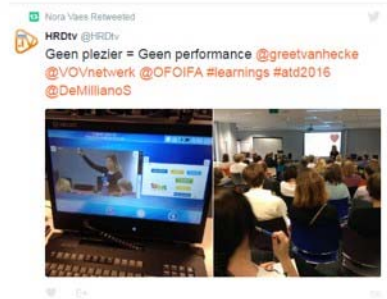 Nora Vaes Retweeted
HRDtv @HRDtv
Geen plezier = Geen performance @greetvanhecke
@VOVnetwerk @OFOIFA #learnings #atd2016
@DeMillianoS